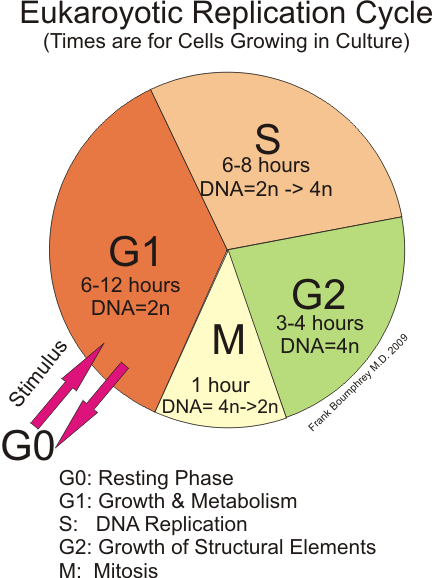 Eukaroyotic Replication Cycle
(Times are for Cells Growing in Culture)
S
6-8 hours
DNA=2n -> 4n
G1
6-12 hours
DNA=2n
G2
3-4 hours
DNA=4n
M
1 hour
DNA= 4n->2n
Stimulus
G0
Frank Boumphrey M.D. 2009
G0: Resting Phase
G1: Growth & Metabolism
S: DNA Replication
G2: Growth of Structural Elements
M: Mitosis